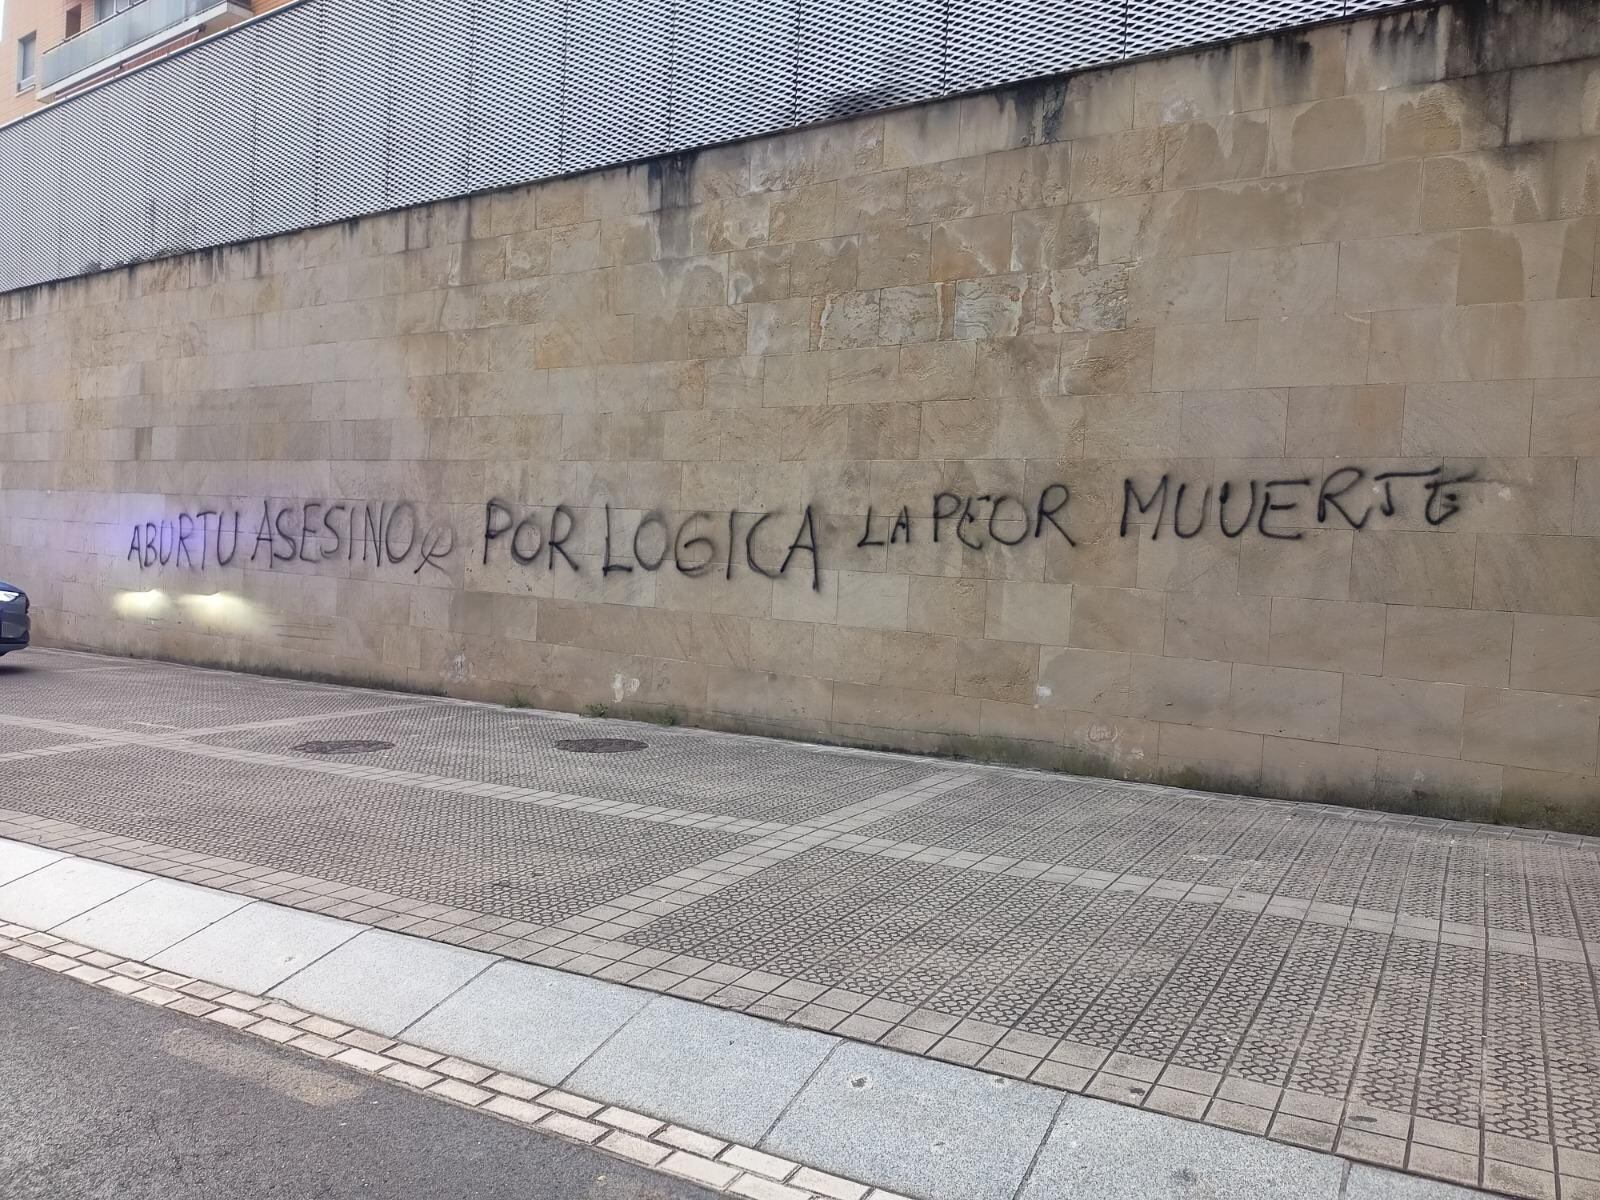 ABURTU ASESINO POR LOGICA LA PEOR MUUERTE